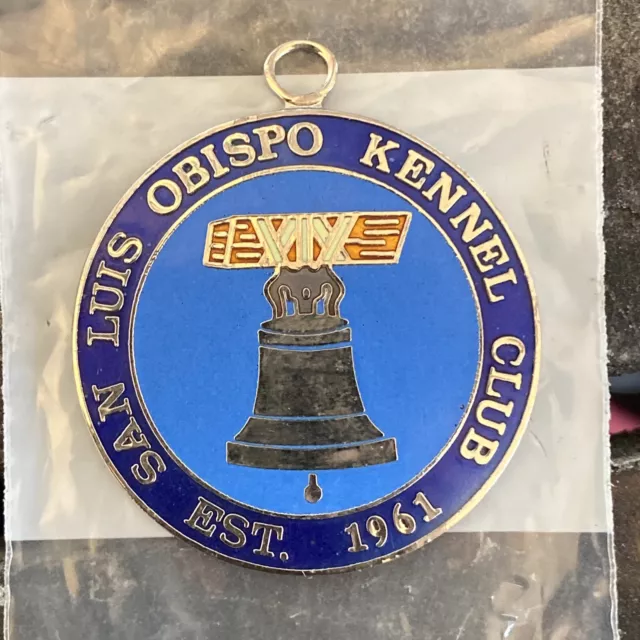 SAN LUIS OBISPO KENNEL CLUB
EST. 1961